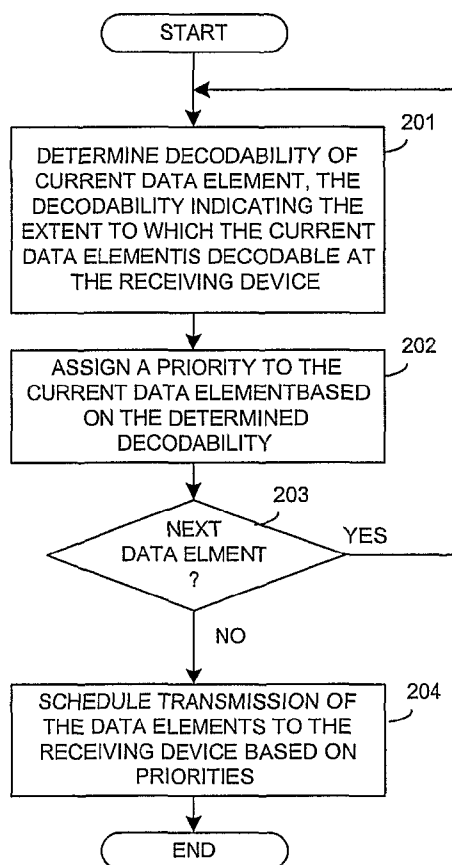 START
201
DETERMINE DECODABILITY OF
CURRENT DATA ELEMENT, THE
DECODABILITY INDICATING THE
EXTENT TO WHICH THE CURRENT
DATA ELEMENTIS DECODABLE AT
THE RECEIVING DEVICE
202
ASSIGN A PRIORITY TO THE
CURRENT DATA ELEMENTBASED
ON THE DETERMINED
DECODABILITY
203
NEXT
DATA ELMENT
?
YES
NO
204
SCHEDULE TRANSMISSION OF
THE DATA ELEMENTS TO THE
RECEIVING DEVICE BASED ON
PRIORITIES
END